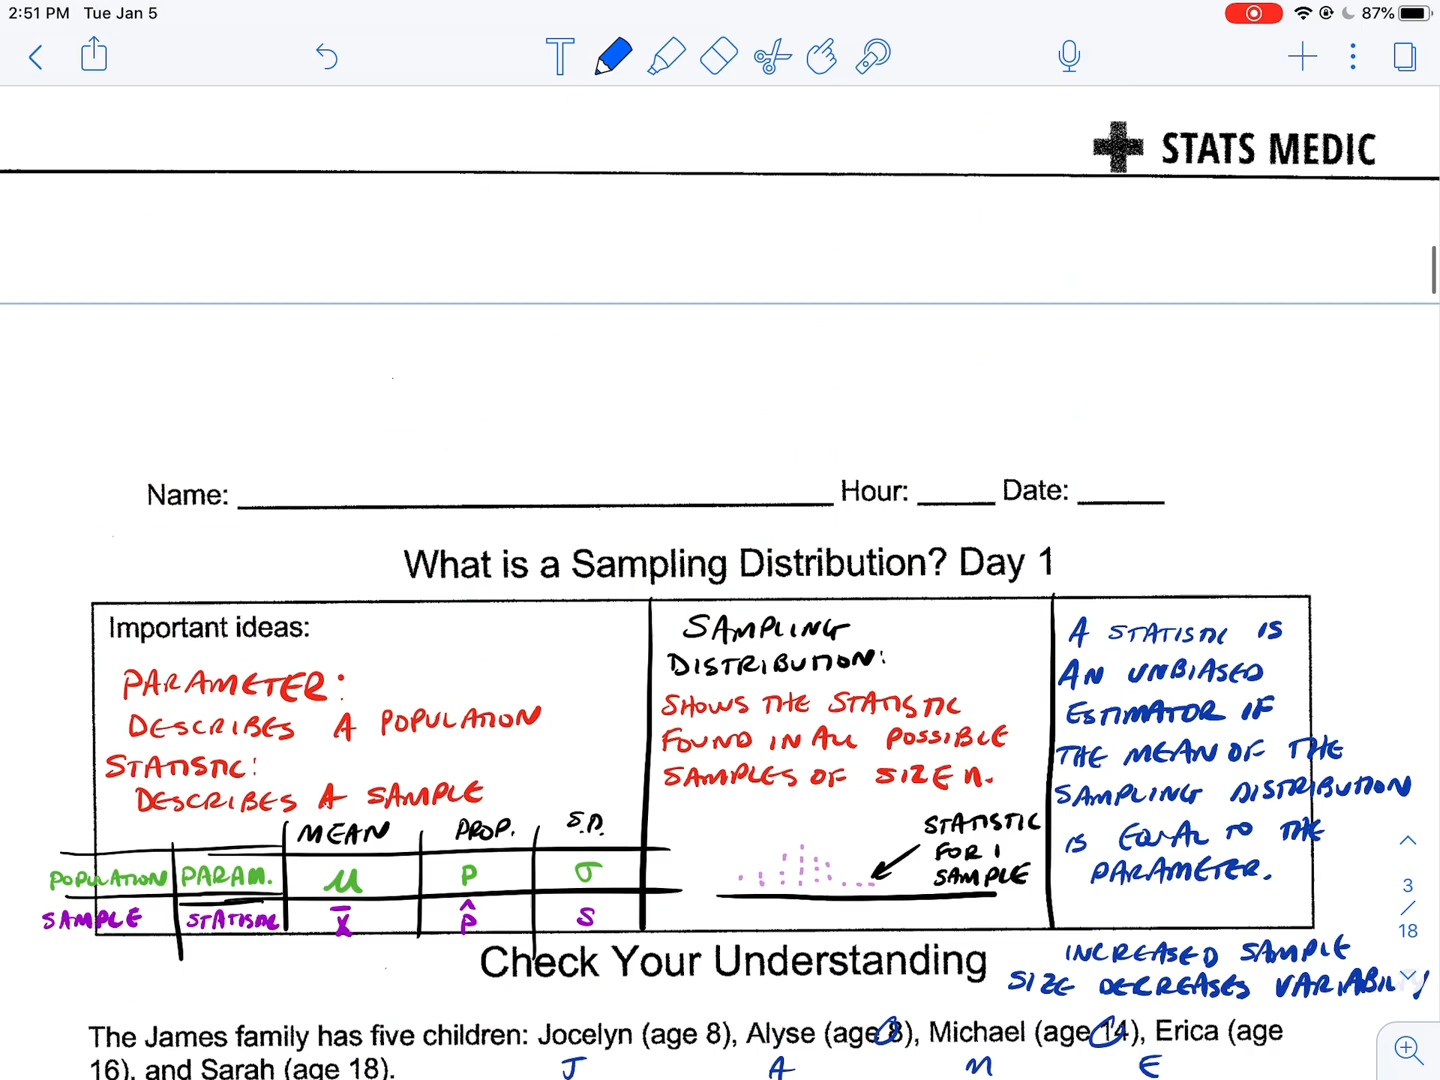 2:51 PM Tue Jan 5
87%
T
STATS MEDIC
Name: Hour: Date:
What is a Sampling Distribution? Day 1
Important ideas:
PARAMETER:
DESCRIBES A POPULATION
STATISTIC:
DESCRIBES A SAMPLE
MEAN PROP. S.D.
POPULATION PARAM. μ P σ
SAMPLE STATISTIC x̄ p̂ S
SAMPLING
DISTRIBUTION:
SHOWS THE STATISTIC
FOUND IN ALL POSSIBLE
SAMPLES OF SIZE n.
STATISTIC
FOR 1
SAMPLE
A STATISTIC IS
AN UNBIASED
ESTIMATOR IF
THE MEAN OF THE
SAMPLING DISTRIBUTION
IS EQUAL TO THE
PARAMETER.
3
/
18
INCREASED SAMPLE
SIZE DECREASES VARIABILITY
Check Your Understanding
The James family has five children: Jocelyn (age 8), Alyse (age 8), Michael (age 14), Erica (age
16), and Sarah (age 18).
J A M E